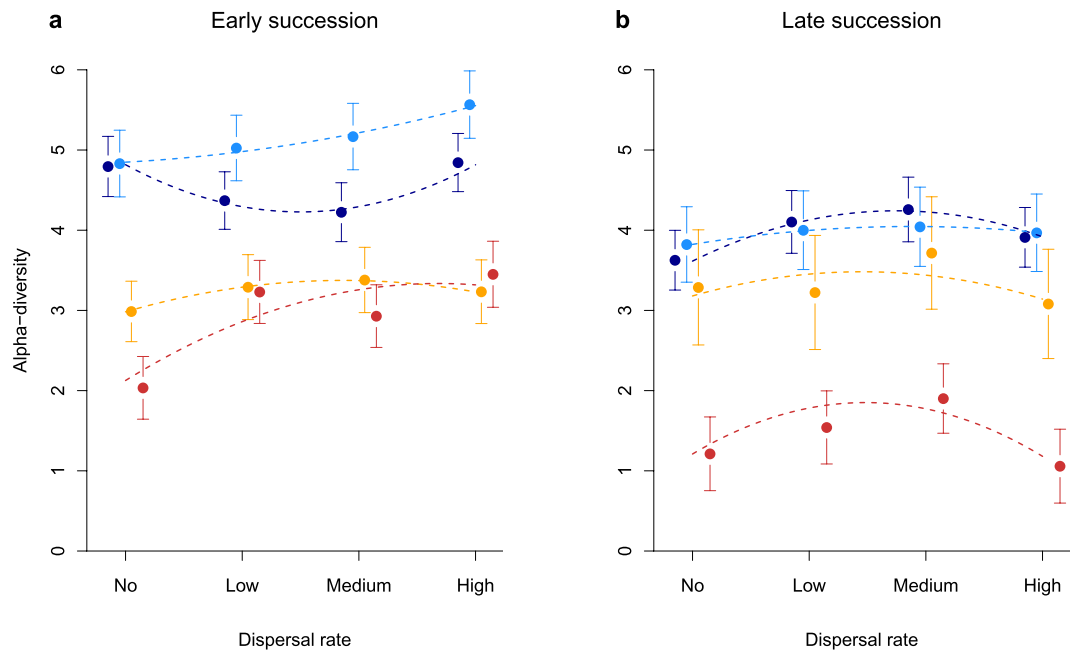 a Early succession
Alpha−diversity
6
5
4
3
2
1
0
No Low Medium High
Dispersal rate
b Late succession
6
5
4
3
2
1
0
No Low Medium High
Dispersal rate